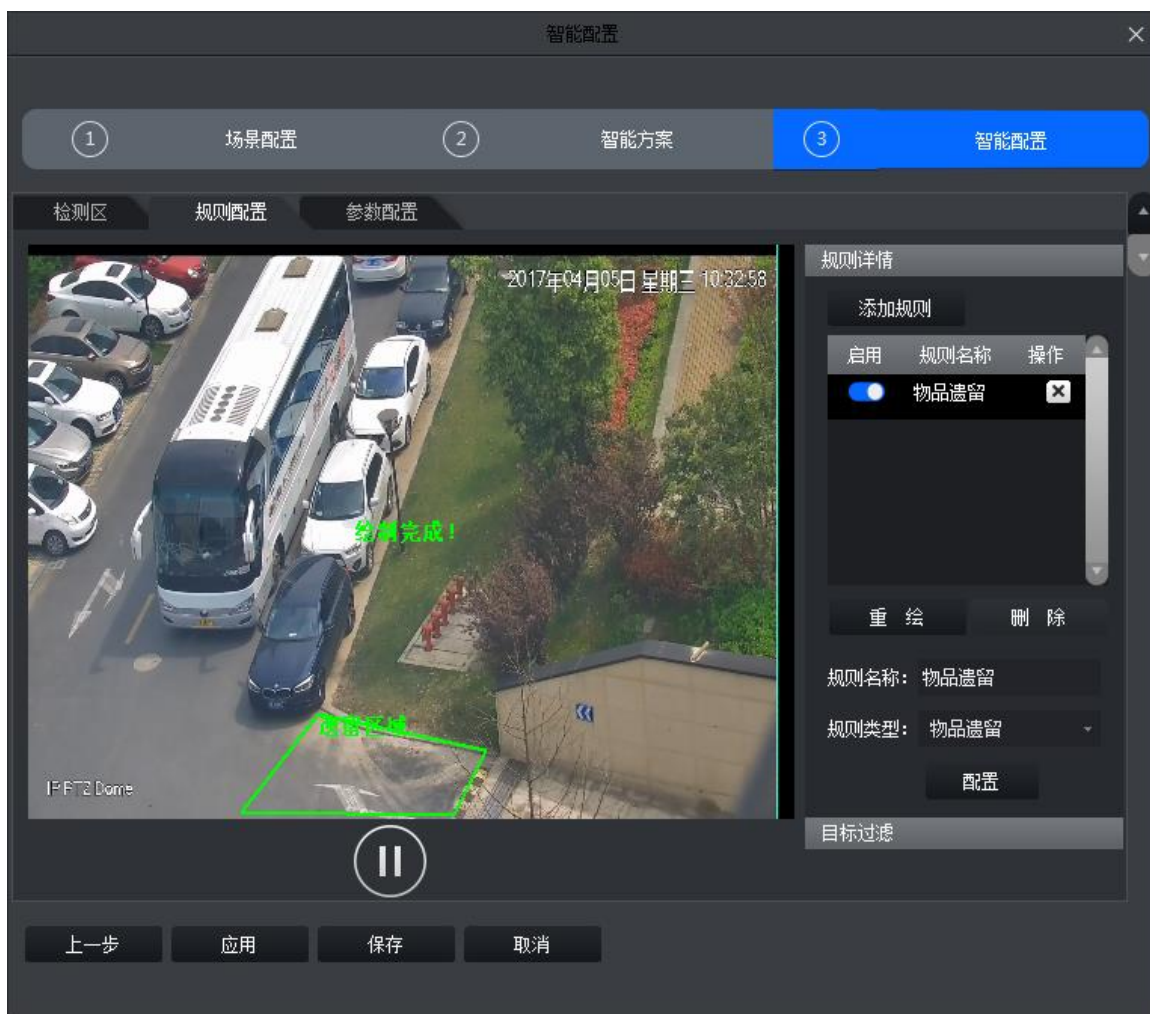 智能配置
1 场景配置 2 智能方案 3 智能配置
检测区 规则配置 参数配置
规则详情
2017年04月05日 星期三 10:32:58
添加规则
启用 规则名称 操作
物品遗留
绘制完成!
重 绘 删 除
规则名称: 物品遗留
遗留区域
规则类型: 物品遗留
配置
IP PTZ Dome
目标过滤
上一步 应用 保存 取消